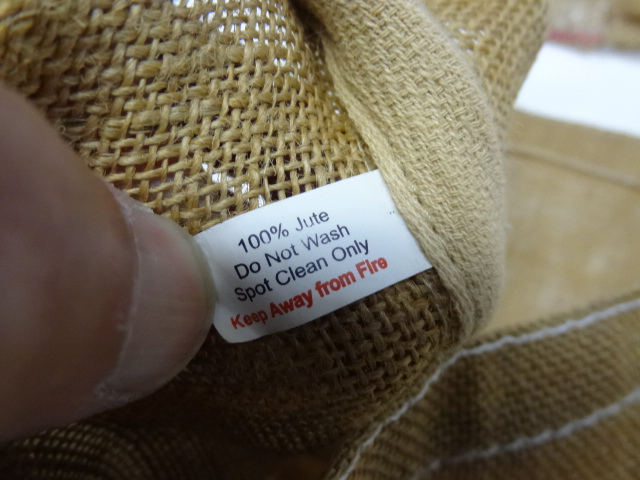 100% Jute
Do Not Wash
Spot Clean Only
Keep Away from Fire